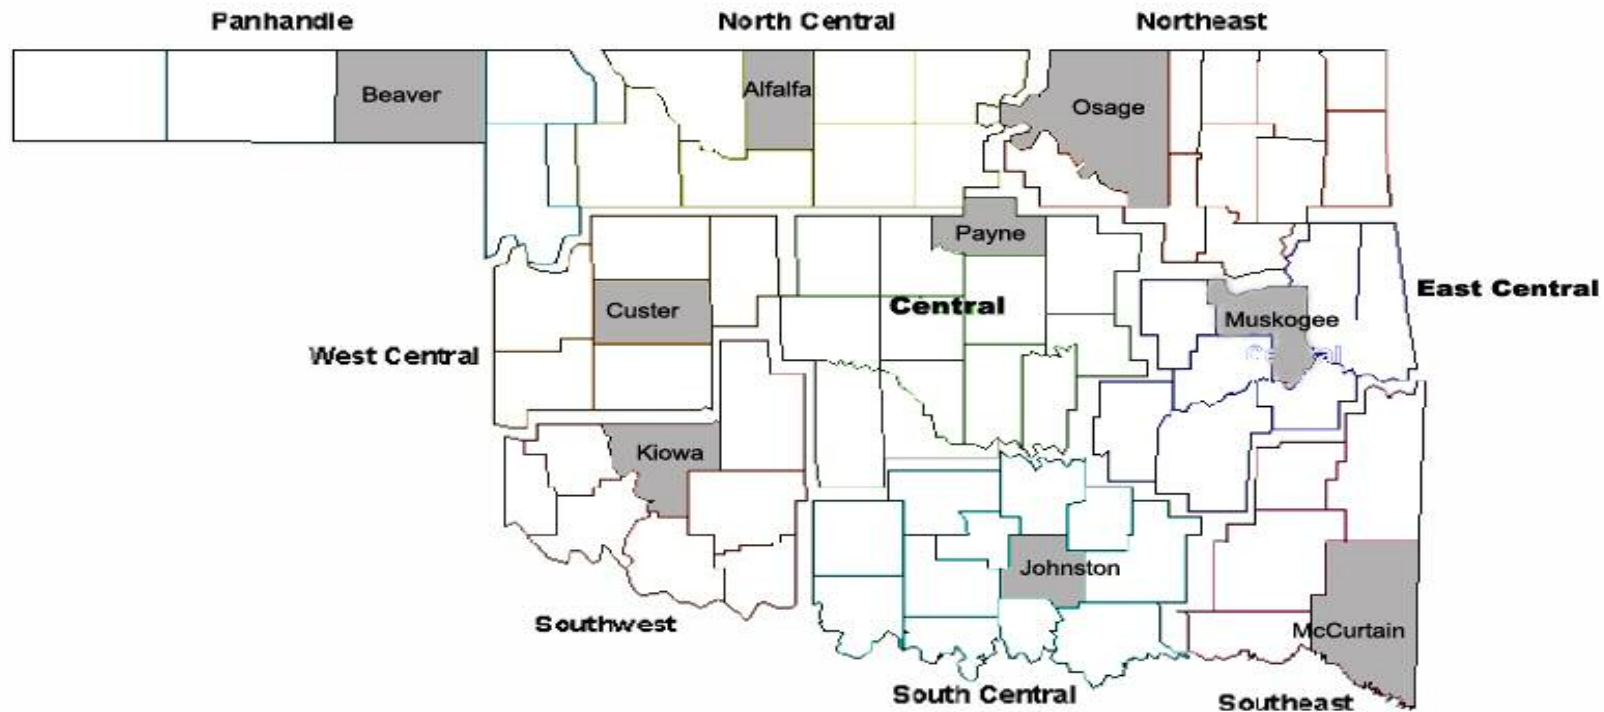 Panhandle
North Central
Northeast
Beaver
Alfalfa
Osage
Payne
Custer
Central
Muskogee
East Central
West Central
Kiowa
Johnston
Southwest
McCurtain
South Central
Southeast